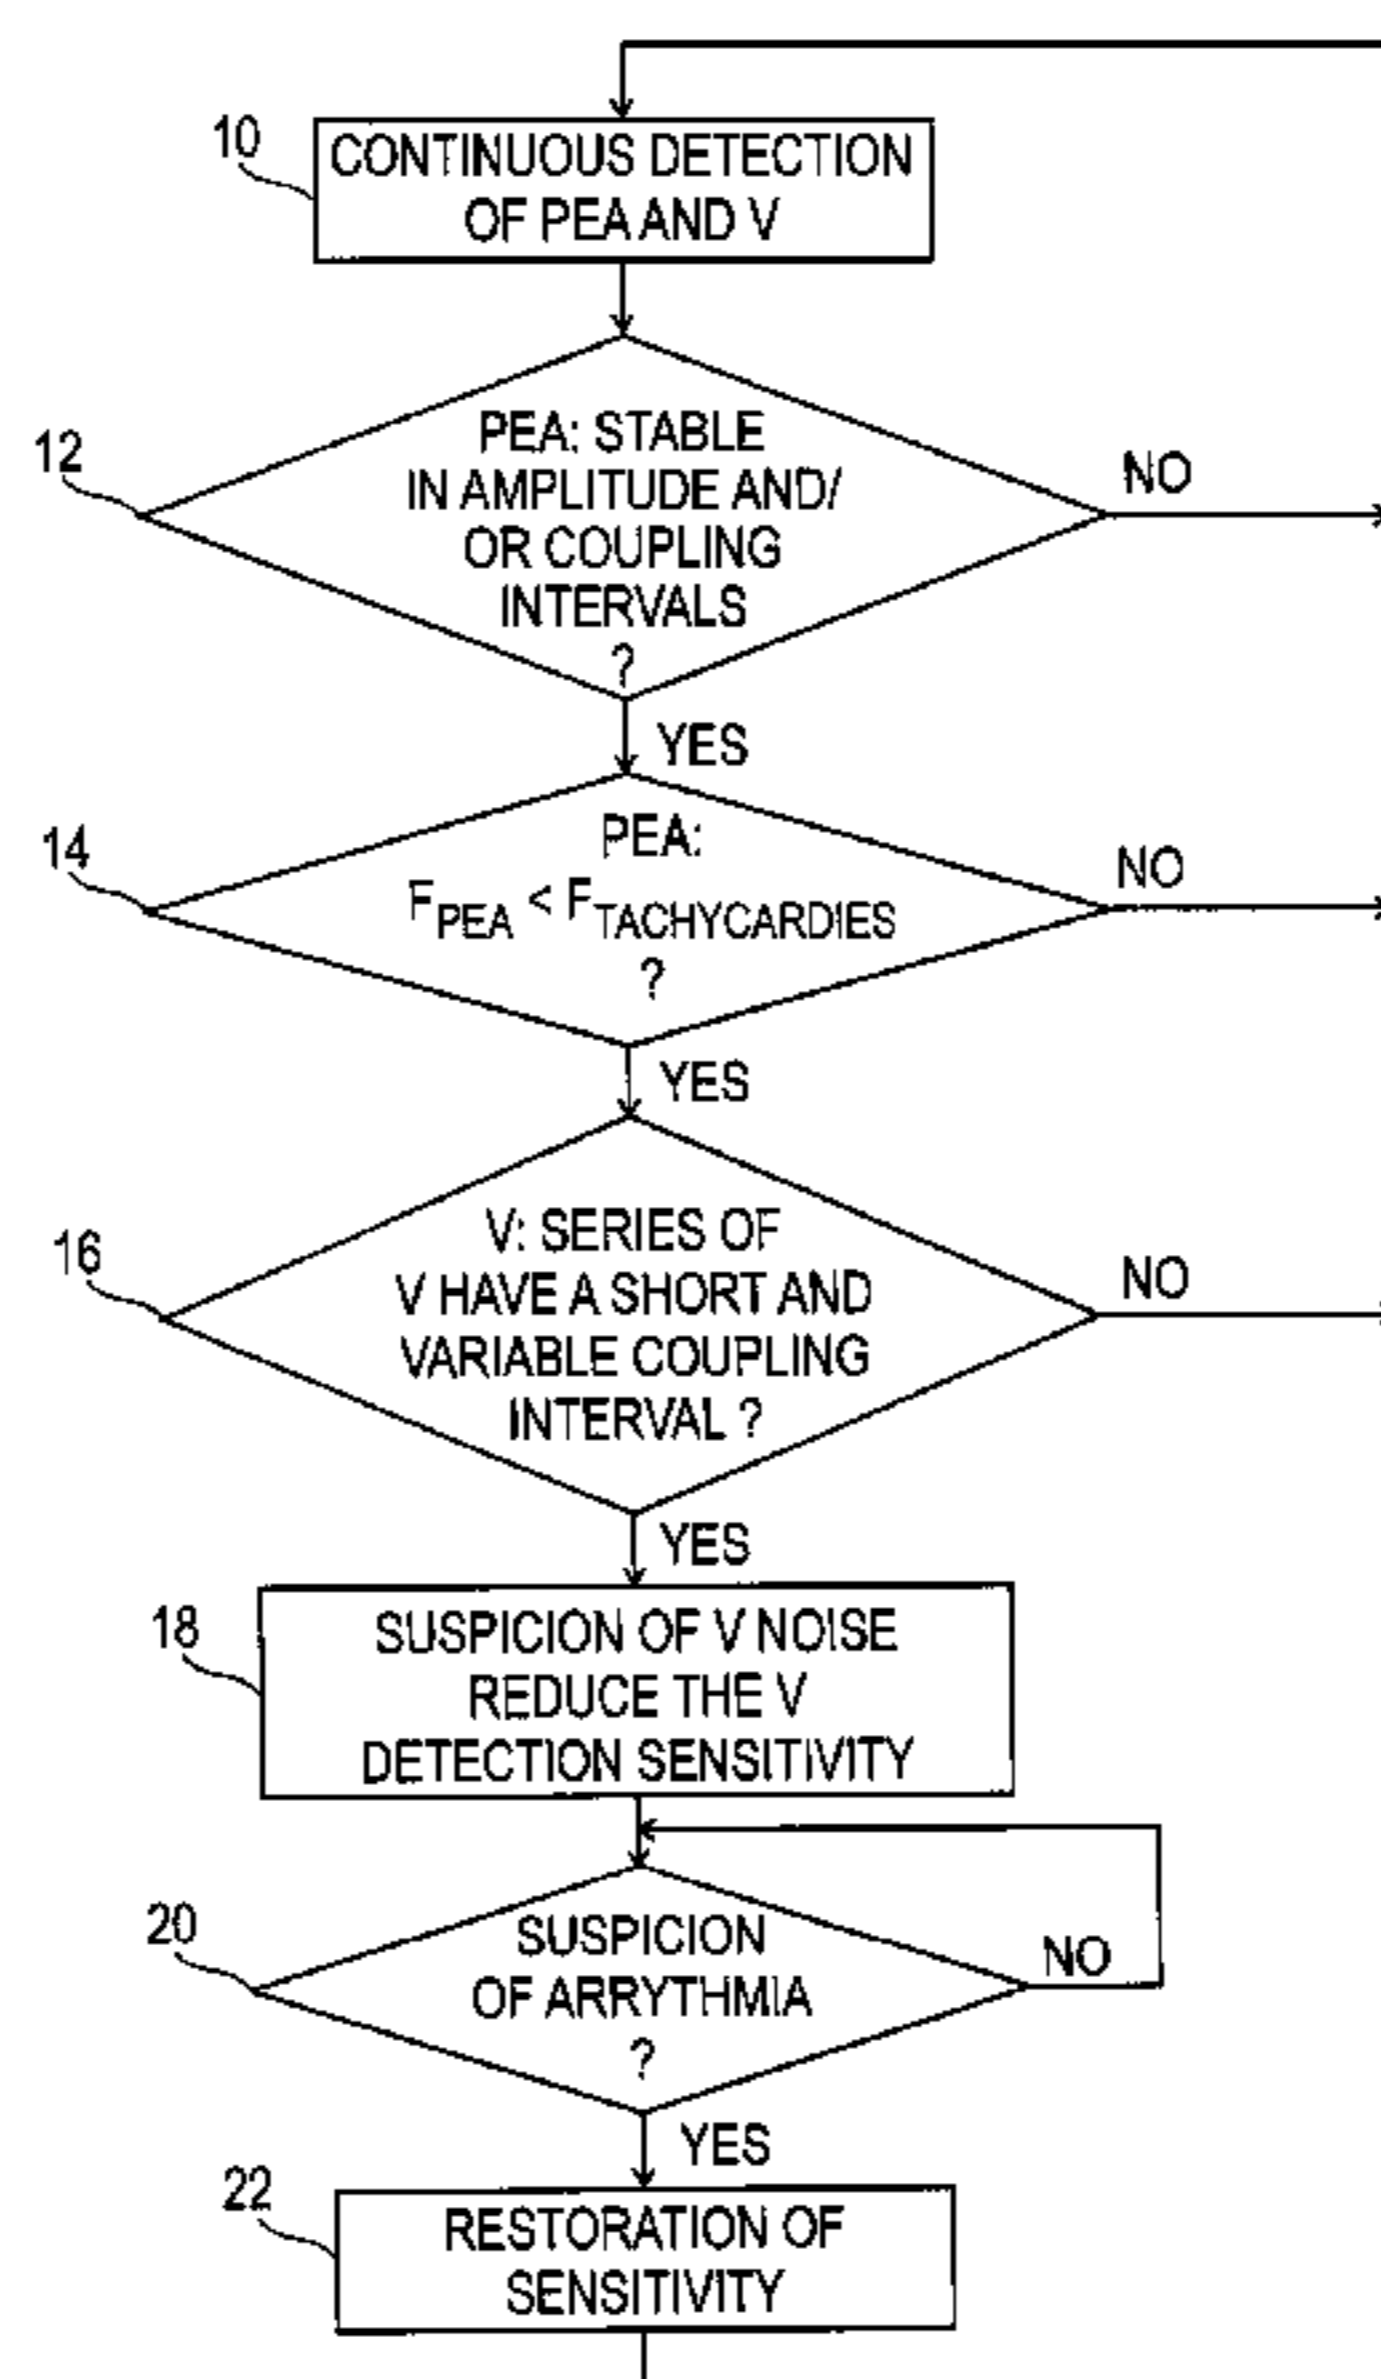 10
CONTINUOUS DETECTION
OF PEA AND V
12
PEA: STABLE
IN AMPLITUDE AND/
OR COUPLING
INTERVALS
?
NO
YES
14
PEA:
F PEA < F TACHYCARDIES
?
NO
YES
16
V: SERIES OF
V HAVE A SHORT AND
VARIABLE COUPLING
INTERVAL ?
NO
YES
18
SUSPICION OF V NOISE
REDUCE THE V
DETECTION SENSITIVITY
20
SUSPICION
OF ARRYTHMIA
?
NO
YES
22
RESTORATION OF
SENSITIVITY